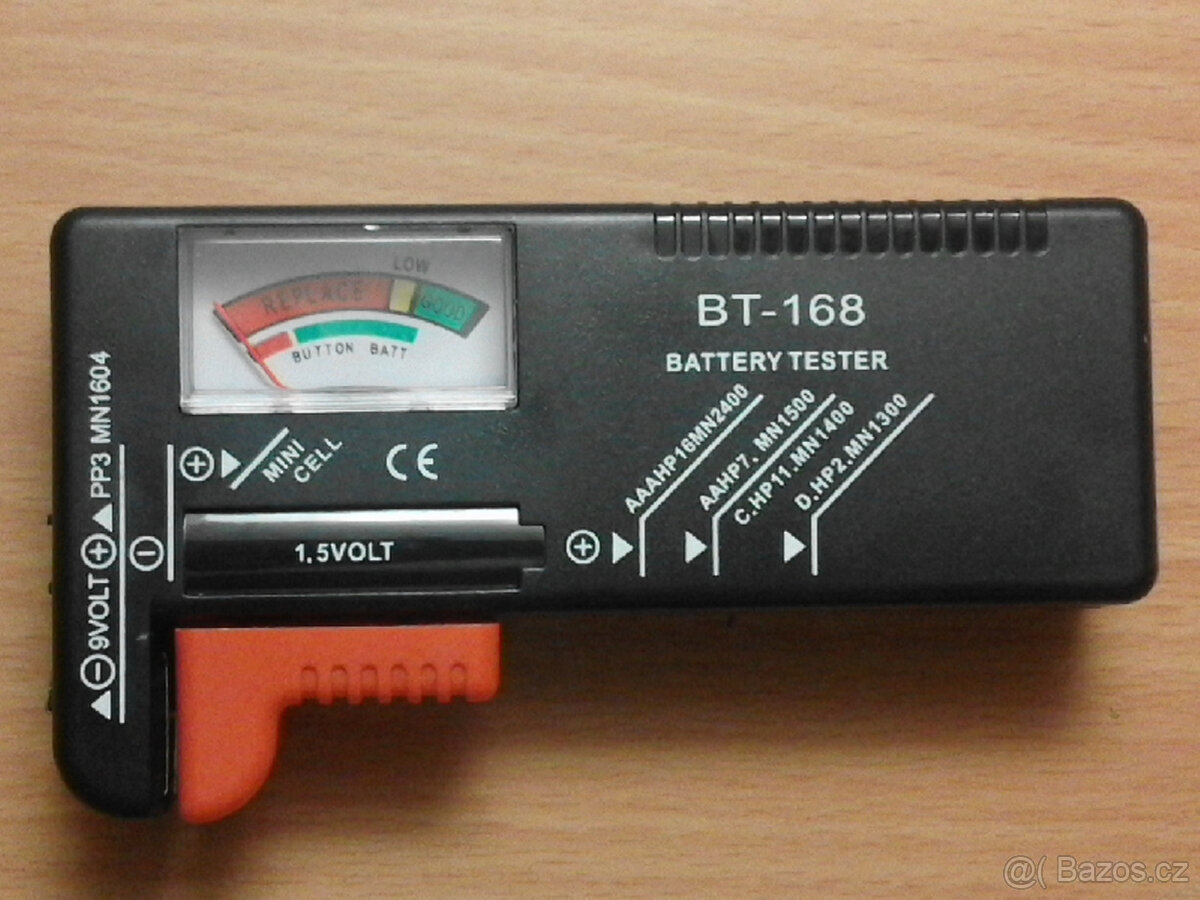 LOW
REPLACE
GOOD
BUTTON BATT
BT-168
BATTERY TESTER
AAAHP16MN2400
AAHP7. MN1500
C.HP11.MN1400
D.HP2.MN1300
MINI
CELL
CE
1.5VOLT
9VOLT PP3 MN1604
@( Bazos.cz